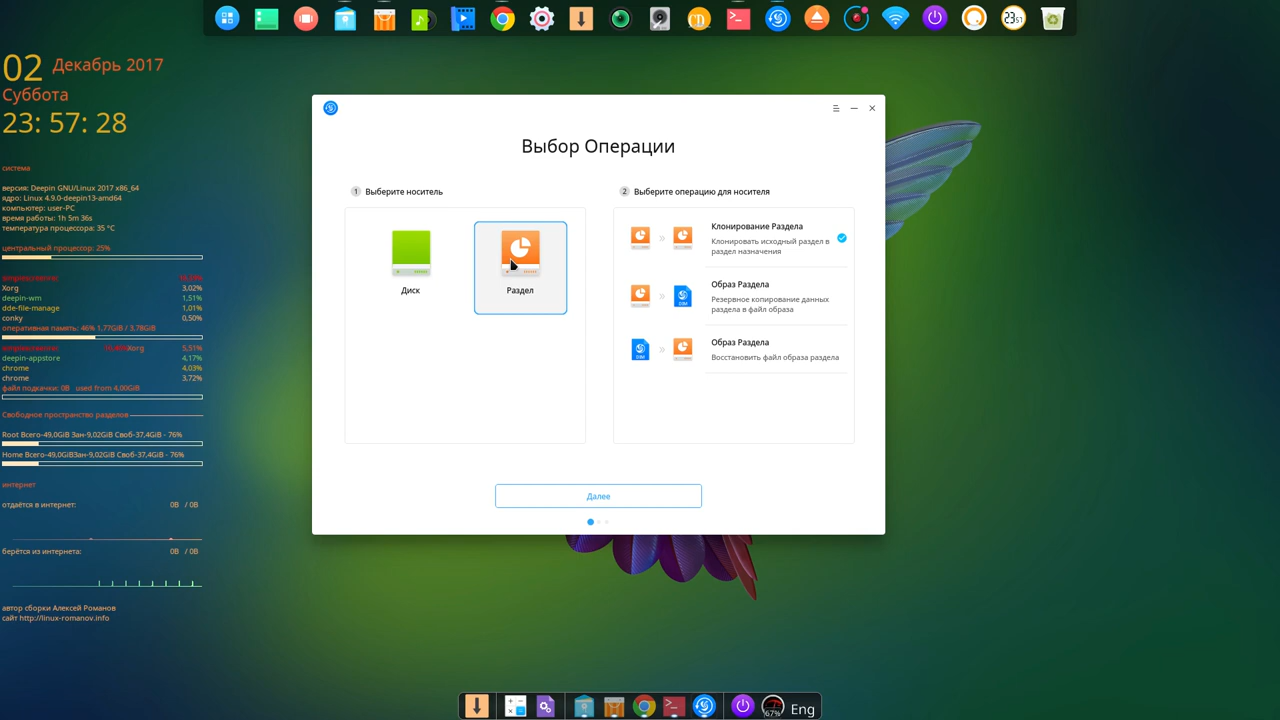 23 51
02 Декабрь 2017
Суббота
23: 57: 28
система
версия: Deepin GNU/Linux 2017 x86_64
ядро: Linux 4.9.0-deepin13-amd64
компьютер: user-PC
время работы: 1h 5m 36s
температура процессора: 35 °C
центральный процессор: 25%
Xorg 3,02%
deepin-wm 1,51%
dde-file-manage 1,01%
conky 0,50%
оперативная память: 46% 1,77GiB / 3,78GiB
Xorg 5,51%
deepin-appstore 4,17%
chrome 4,03%
chrome 3,72%
файл подкачки: 0B used from 4,00GiB
Свободное пространство разделов
Root Всего-49,0GiB Зан-9,02GiB Своб-37,4GiB - 76%
Home Всего-49,0GiBЗан-9,02GiB Своб-37,4GiB - 76%
интернет
отдаётся в интернет: 0B / 0B
берётся из интернета: 0B / 0B
автор сборки Алексей Романов
сайт http://linux-romanov.info
Выбор Операции
1 Выберите носитель
Диск
Раздел
2 Выберите операцию для носителя
Клонирование Раздела
Клонировать исходный раздел в
раздел назначения
Образ Раздела
Резервное копирование данных
раздела в файл образа
Образ Раздела
Восстановить файл образа раздела
Далее
67%
Eng